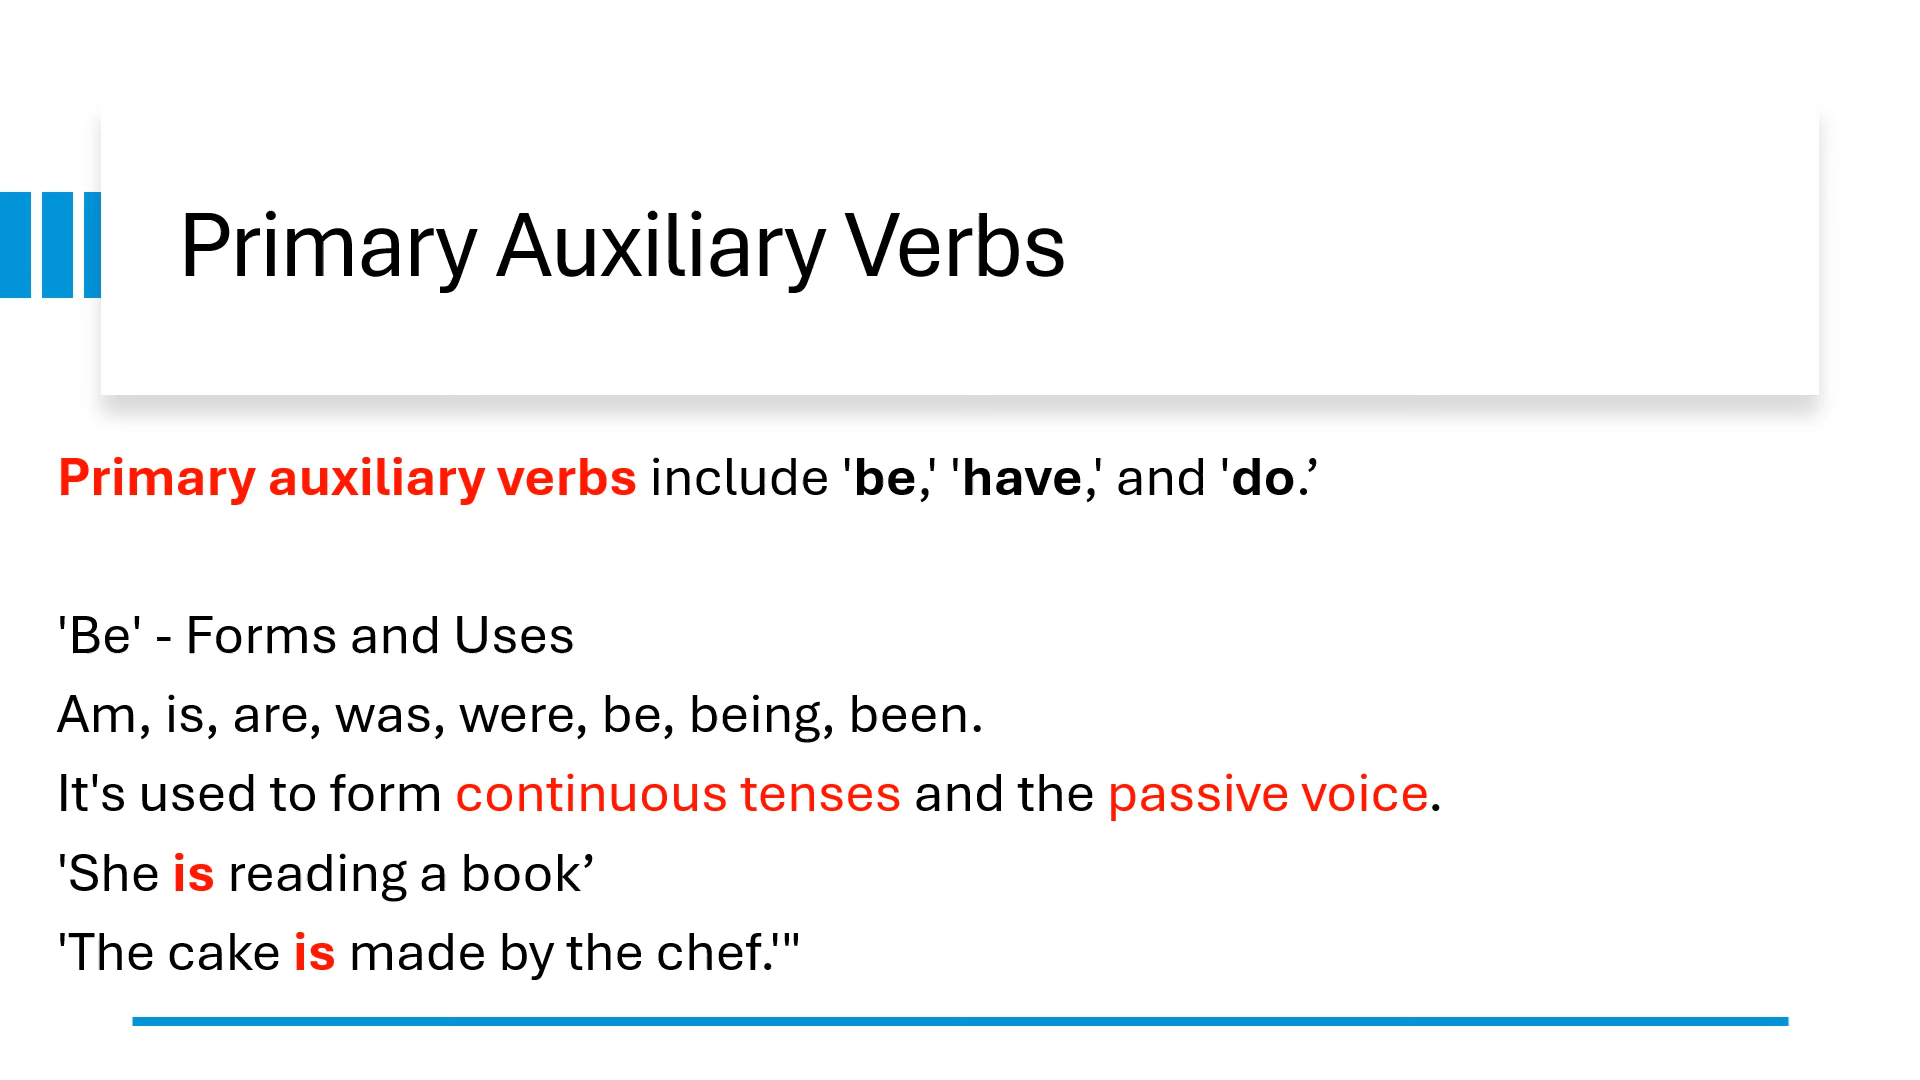 Primary Auxiliary Verbs
Primary auxiliary verbs include 'be,' 'have,' and 'do.’
'Be' - Forms and Uses
Am, is, are, was, were, be, being, been.
It's used to form continuous tenses and the passive voice.
'She is reading a book’
'The cake is made by the chef.'"